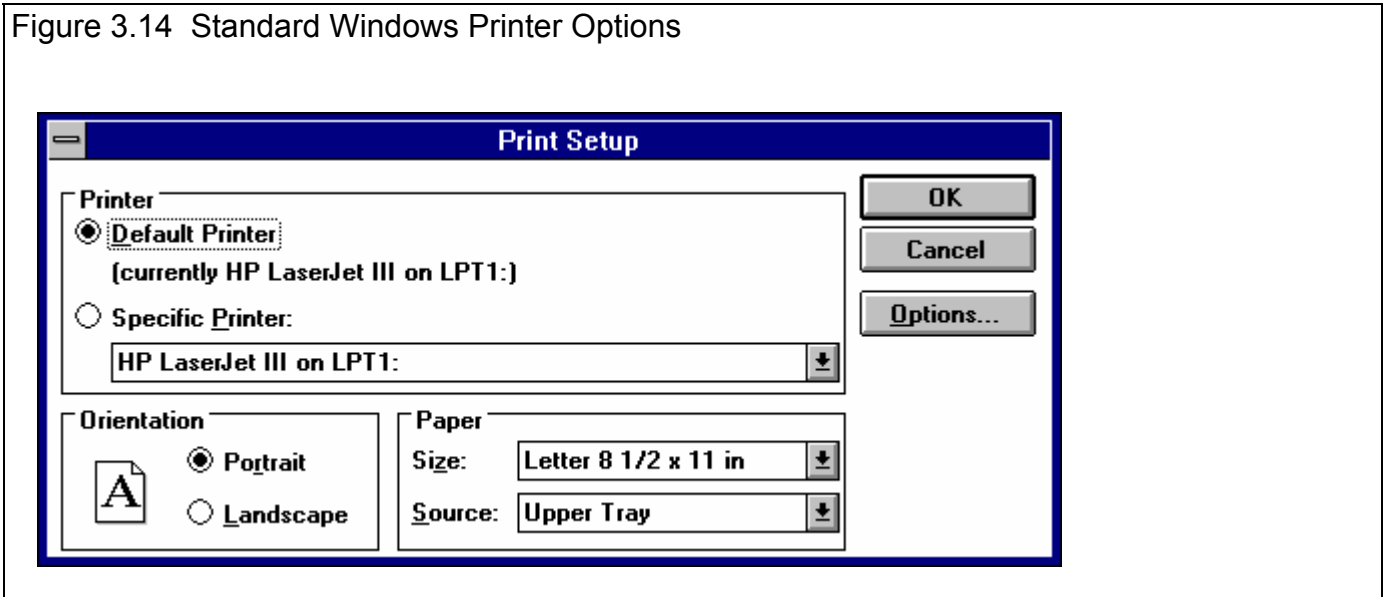 Figure 3.14 Standard Windows Printer Options
Print Setup
Printer
Default Printer
(currently HP LaserJet III on LPT1:)
Specific Printer:
HP LaserJet III on LPT1:
OK
Cancel
Options...
Orientation
A
Portrait
Landscape
Paper
Size: Letter 8 1/2 x 11 in
Source: Upper Tray